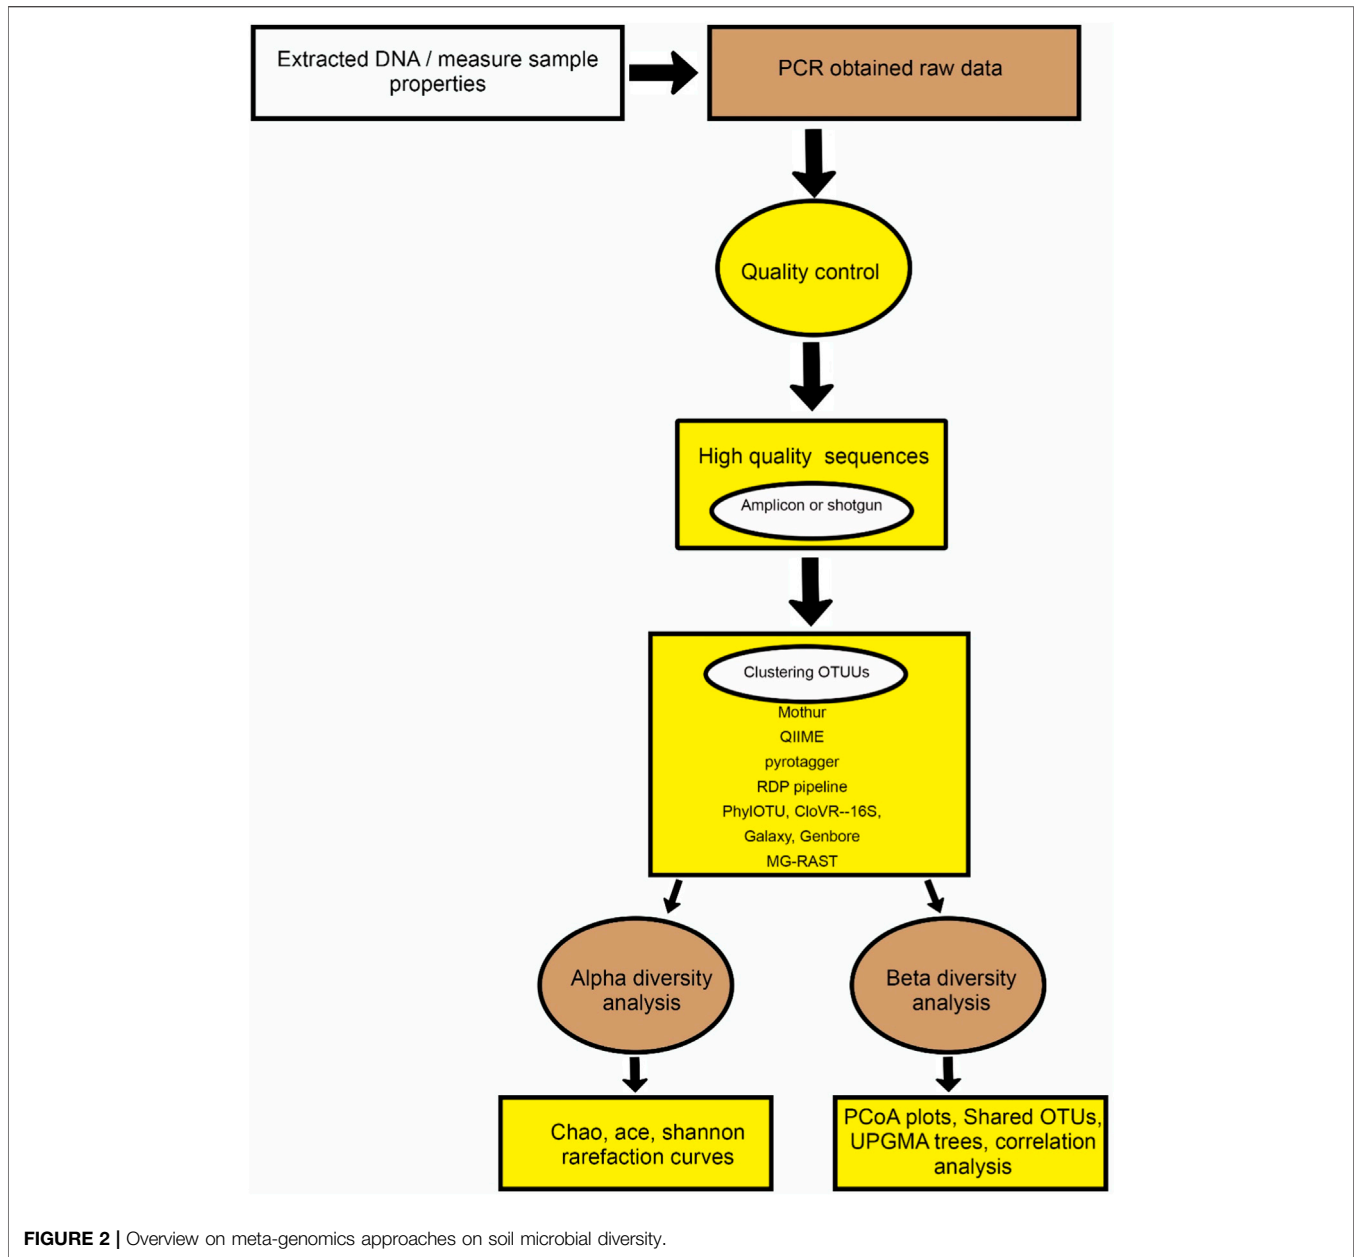 Extracted DNA / measure sample
properties
PCR obtained raw data
Quality control
High quality sequences
Amplicon or shotgun
Clustering OTUUs
Mothur
QIIME
pyrotagger
RDP pipeline
PhylOTU, CloVR--16S,
Galaxy, Genbore
MG-RAST
Alpha diversity
analysis
Beta diversity
analysis
Chao, ace, shannon
rarefaction curves
PCoA plots, Shared OTUs,
UPGMA trees, correlation
analysis
FIGURE 2 | Overview on meta-genomics approaches on soil microbial diversity.